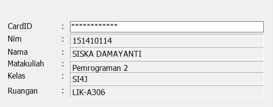 CardID : ************
Nim : 151410114
Nama : SISKA DAMAYANTI
Matakuliah : Pemrograman 2
Kelas : SI4J
Ruangan : LIK-A306